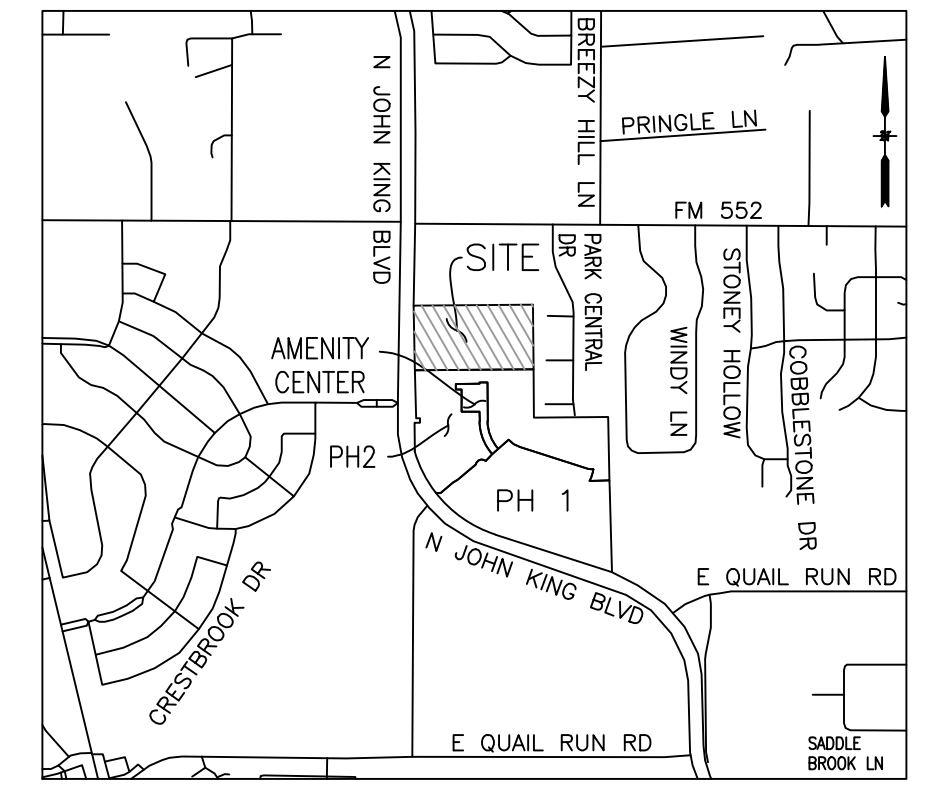 N JOHN KING BLVD
BREEZY HILL LN
PRINGLE LN
FM 552
SITE
PARK CENTRAL
DR
WINDY LN
STONEY HOLLOW
COBBLESTONE DR
AMENITY
CENTER
PH2
PH 1
N JOHN KING BLVD
E QUAIL RUN RD
CRESTBROOK DR
E QUAIL RUN RD
SADDLE
BROOK LN